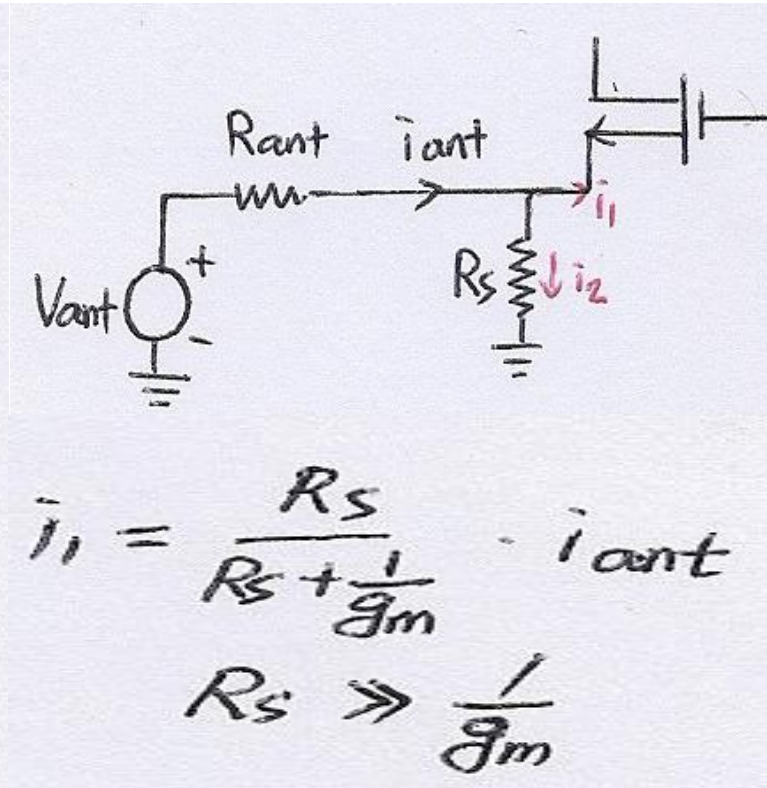 Rant iant
i1
Vant + -
Rs i2
i1 = Rs / (Rs + 1/gm) · iant
Rs ≫ 1/gm